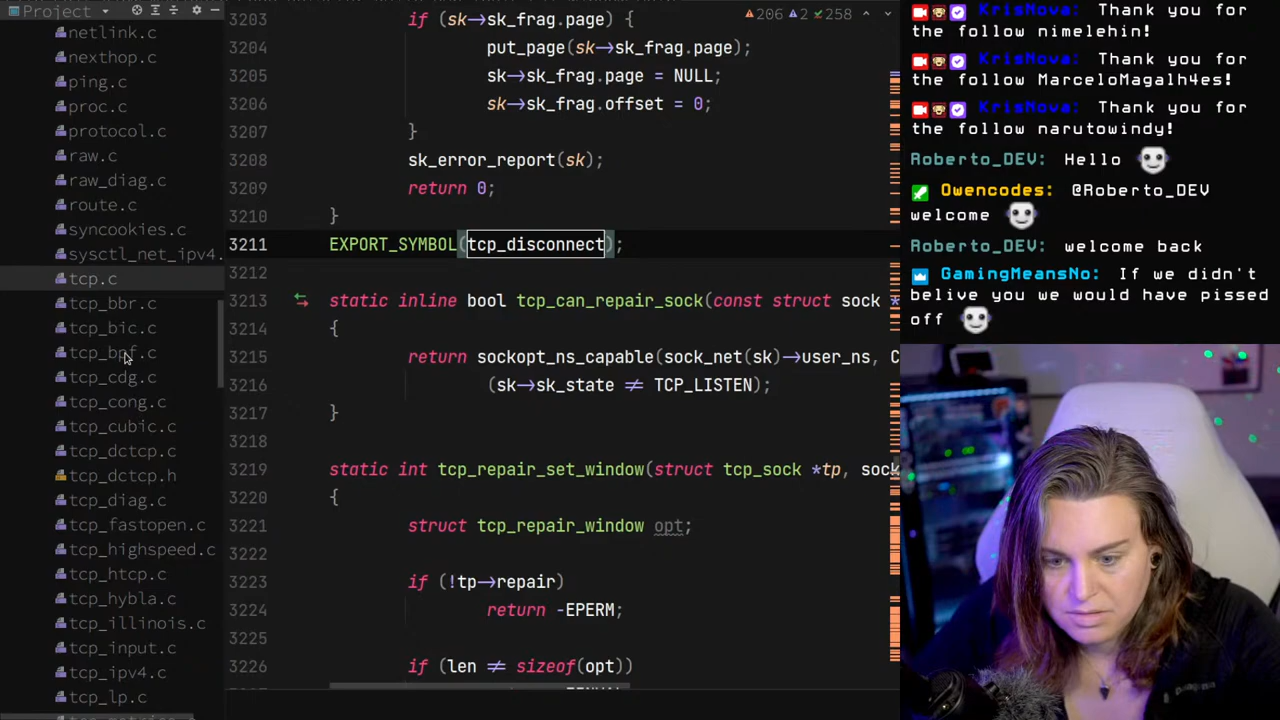 Project
netlink.c
nexthop.c
ping.c
proc.c
protocol.c
raw.c
raw_diag.c
route.c
syncookies.c
sysctl_net_ipv4.
tcp.c
tcp_bbr.c
tcp_bic.c
tcp_bpf.c
tcp_cdg.c
tcp_cong.c
tcp_cubic.c
tcp_dctcp.c
tcp_dctcp.h
tcp_diag.c
tcp_fastopen.c
tcp_highspeed.c
tcp_htcp.c
tcp_hybla.c
tcp_illinois.c
tcp_input.c
tcp_ipv4.c
tcp_lp.c
206 2 258
3203 if (sk→sk_frag.page) {
3204 put_page(sk→sk_frag.page);
3205 sk→sk_frag.page = NULL;
3206 sk→sk_frag.offset = 0;
3207 }
3208 sk_error_report(sk);
3209 return 0;
3210 }
3211 EXPORT_SYMBOL(tcp_disconnect);
3212
3213 static inline bool tcp_can_repair_sock(const struct sock *
3214 {
3215 return sockopt_ns_capable(sock_net(sk)→user_ns, C
3216 (sk→sk_state ≠ TCP_LISTEN);
3217 }
3218
3219 static int tcp_repair_set_window(struct tcp_sock *tp, sock
3220 {
3221 struct tcp_repair_window opt;
3222
3223 if (!tp→repair)
3224 return -EPERM;
3225
3226 if (len ≠ sizeof(opt))
KrisNova: Thank you for
the follow nimelehin!
KrisNova: Thank you for
the follow MarceloMagalh4es!
KrisNova: Thank you for
the follow narutowindy!
Roberto_DEV: Hello
Owencodes: @Roberto_DEV
welcome
Roberto_DEV: welcome back
GamingMeansNo: If we didn't
belive you we would have pissed
off